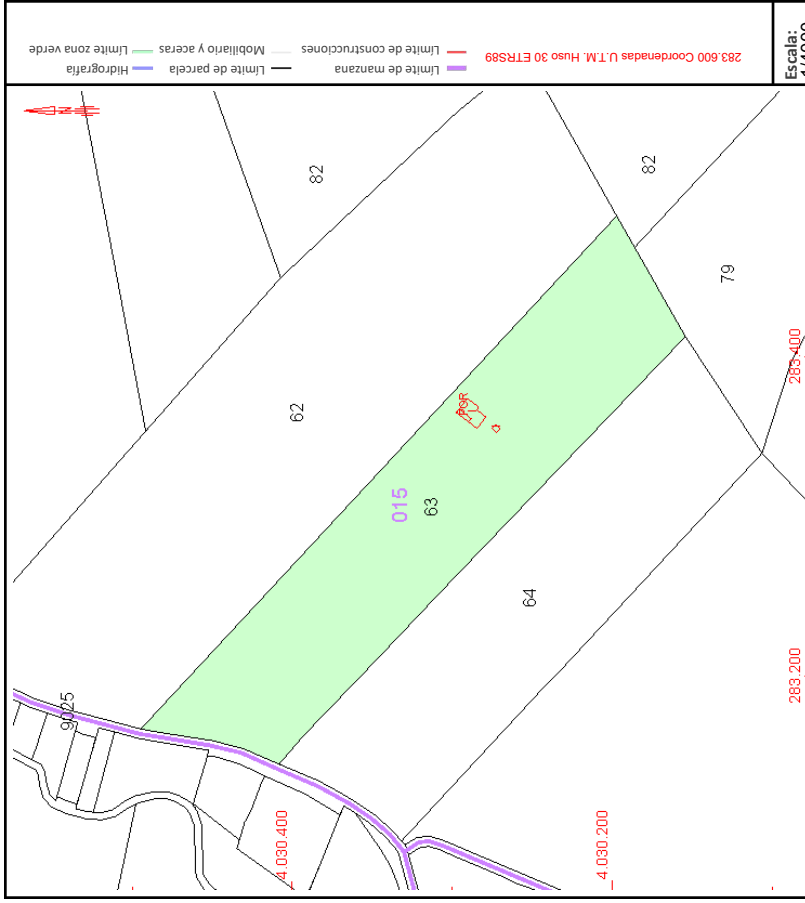 Límite de manzana
Límite de construcciones
Límite de parcela
Mobiliario y aceras
Hidrografía
Límite zona verde
283.600 Coordenadas U.T.M. Huso 30 ETRS89
Escala:
82
82
79
62
POR
015
63
64
9025
283.400
283.200
4.030.400
4.030.200